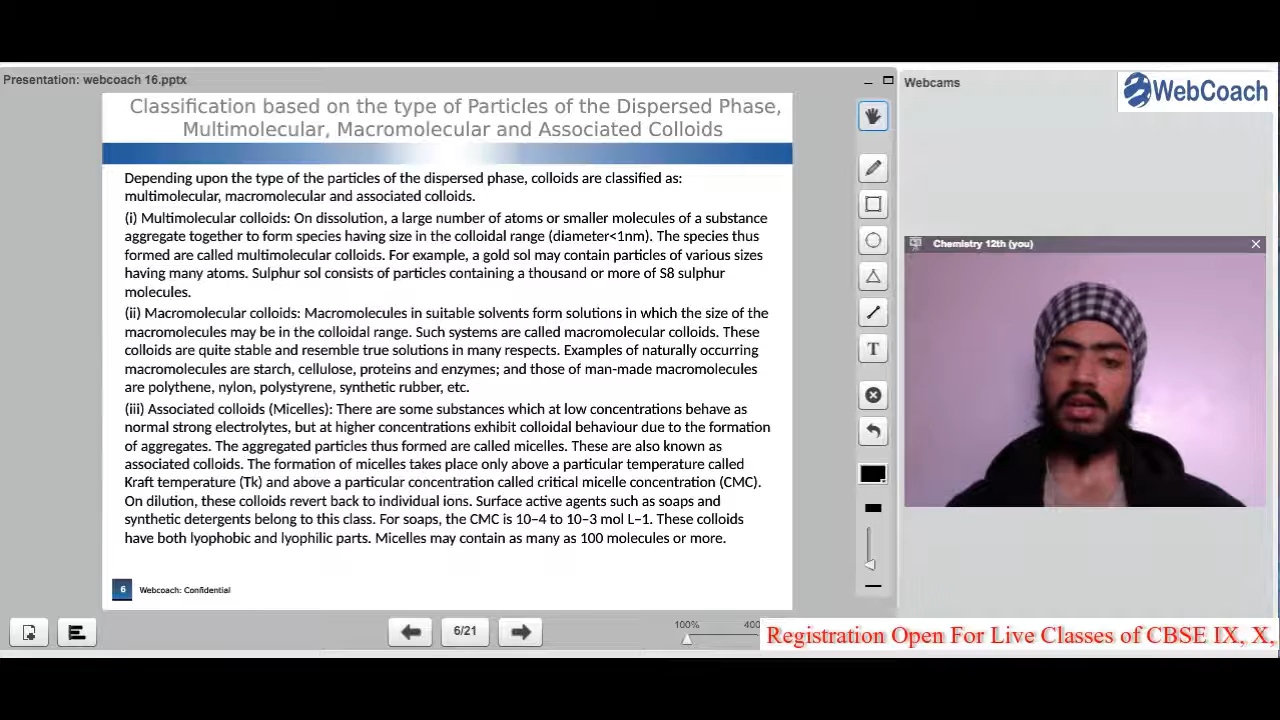 Presentation: webcoach 16.pptx
Webcams
WebCoach
Classification based on the type of Particles of the Dispersed Phase,
Multimolecular, Macromolecular and Associated Colloids
Depending upon the type of the particles of the dispersed phase, colloids are classified as:
multimolecular, macromolecular and associated colloids.
(i) Multimolecular colloids: On dissolution, a large number of atoms or smaller molecules of a substance
aggregate together to form species having size in the colloidal range (diameter<1nm). The species thus
formed are called multimolecular colloids. For example, a gold sol may contain particles of various sizes
having many atoms. Sulphur sol consists of particles containing a thousand or more of S8 sulphur
molecules.
(ii) Macromolecular colloids: Macromolecules in suitable solvents form solutions in which the size of the
macromolecules may be in the colloidal range. Such systems are called macromolecular colloids. These
colloids are quite stable and resemble true solutions in many respects. Examples of naturally occurring
macromolecules are starch, cellulose, proteins and enzymes; and those of man-made macromolecules
are polythene, nylon, polystyrene, synthetic rubber, etc.
(iii) Associated colloids (Micelles): There are some substances which at low concentrations behave as
normal strong electrolytes, but at higher concentrations exhibit colloidal behaviour due to the formation
of aggregates. The aggregated particles thus formed are called micelles. These are also known as
associated colloids. The formation of micelles takes place only above a particular temperature called
Kraft temperature (Tk) and above a particular concentration called critical micelle concentration (CMC).
On dilution, these colloids revert back to individual ions. Surface active agents such as soaps and
synthetic detergents belong to this class. For soaps, the CMC is 10–4 to 10–3 mol L–1. These colloids
have both lyophobic and lyophilic parts. Micelles may contain as many as 100 molecules or more.
6
Webcoach: Confidential
T
Chemistry 12th (you)
6/21
100%
400
Registration Open For Live Classes of CBSE IX, X,